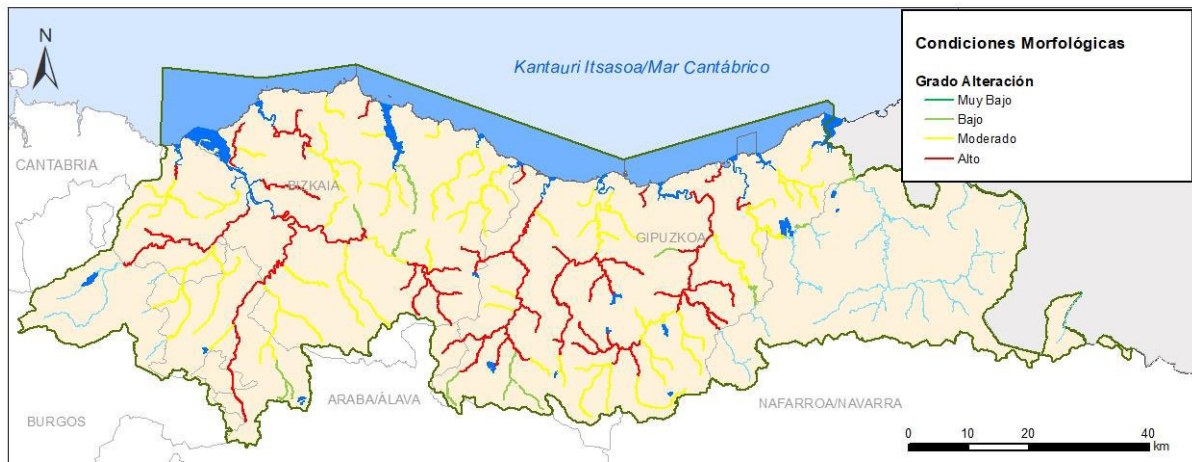 N
Kantauri Itsasoa/Mar Cantábrico
Condiciones Morfológicas
Grado Alteración
Muy Bajo
Bajo
Moderado
Alto
CANTABRIA
BIZKAIA
GIPUZKOA
BURGOS
ARABA/ÁLAVA
NAFARROA/NAVARRA
0 10 20 40
km